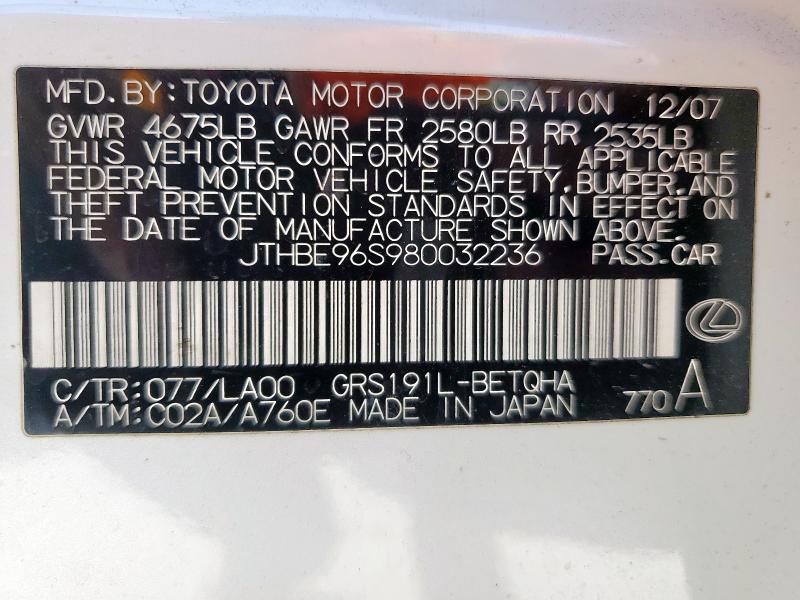 MFD. BY: TOYOTA MOTOR CORPORATION 12/07
GVWR 4675LB GAWR FR 2580LB RR 2535LB
THIS VEHICLE CONFORMS TO ALL APPLICABLE
FEDERAL MOTOR VEHICLE SAFETY, BUMPER, AND
THEFT PREVENTION STANDARDS IN EFFECT ON
THE DATE OF MANUFACTURE SHOWN ABOVE.
JTHBE96S980032236 PASS. CAR
C/TR: 077/LA00 GRS191L-BETQHA
A/TM: C02A/A760E MADE IN JAPAN 770 A